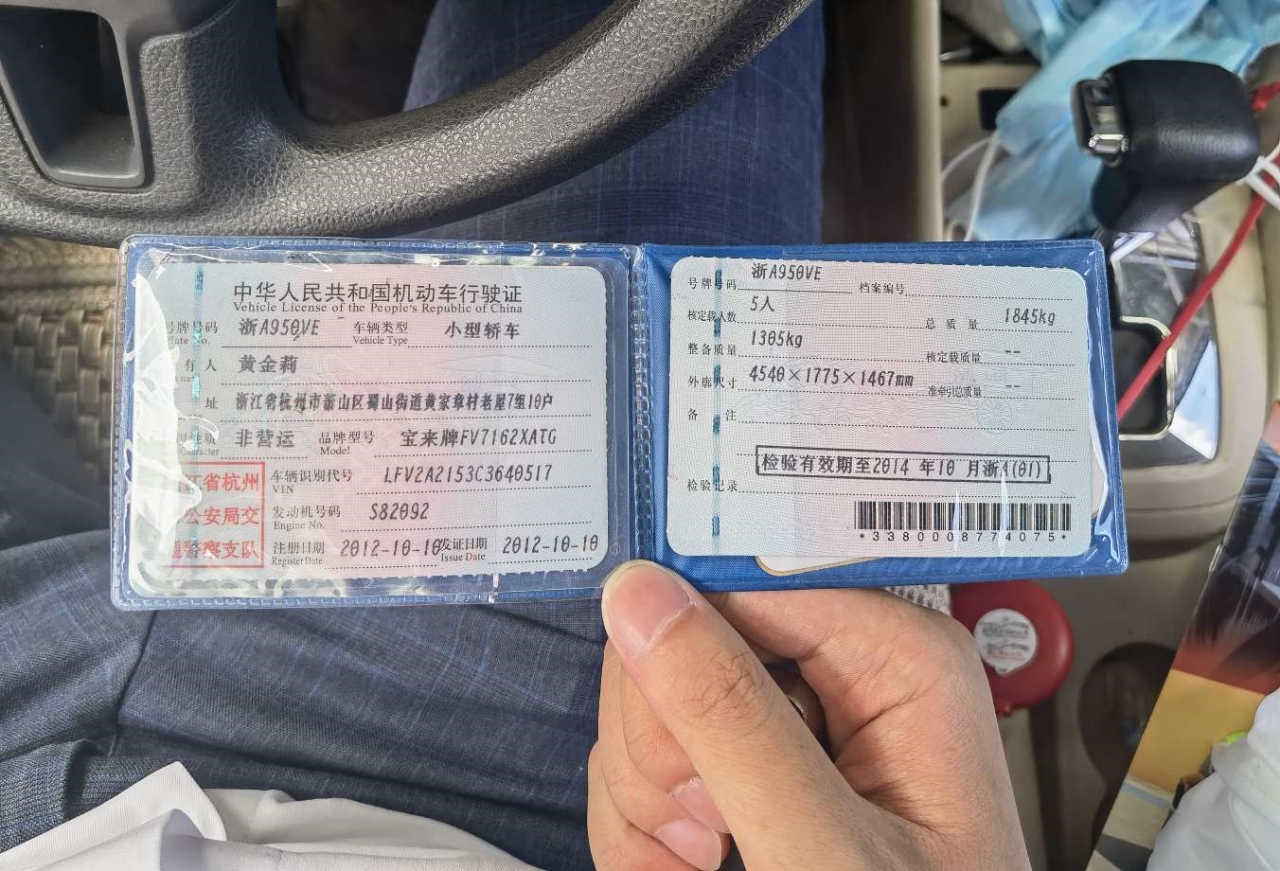 中华人民共和国机动车行驶证
Vehicle License of the People's Republic of China
号牌号码 浙A950VE 车辆类型 小型轿车
Plate No. Vehicle Type
有 人 黄金莉
址 浙江省杭州市萧山区蜀山街道黄家章村老屋7组10户
非营运 品牌型号 宝来牌FV7162XATG
Character Model
车辆识别代号 LFV2A2153C3640517
VIN
发动机号码 S82092
Engine No.
注册日期 2012-10-10 发证日期 2012-10-10
Register Date Issue Date
江省杭州
公安局交
警察支队
号牌号码 浙A950VE 档案编号
核定载人数 5人 总质量 1845kg
整备质量 1305kg 核定载质量 --
外廓尺寸 4540×1775×1467mm 准牵引总质量 --
备 注
检验有效期至2014 年10 月浙A(01)
检验记录
*3380008774075*